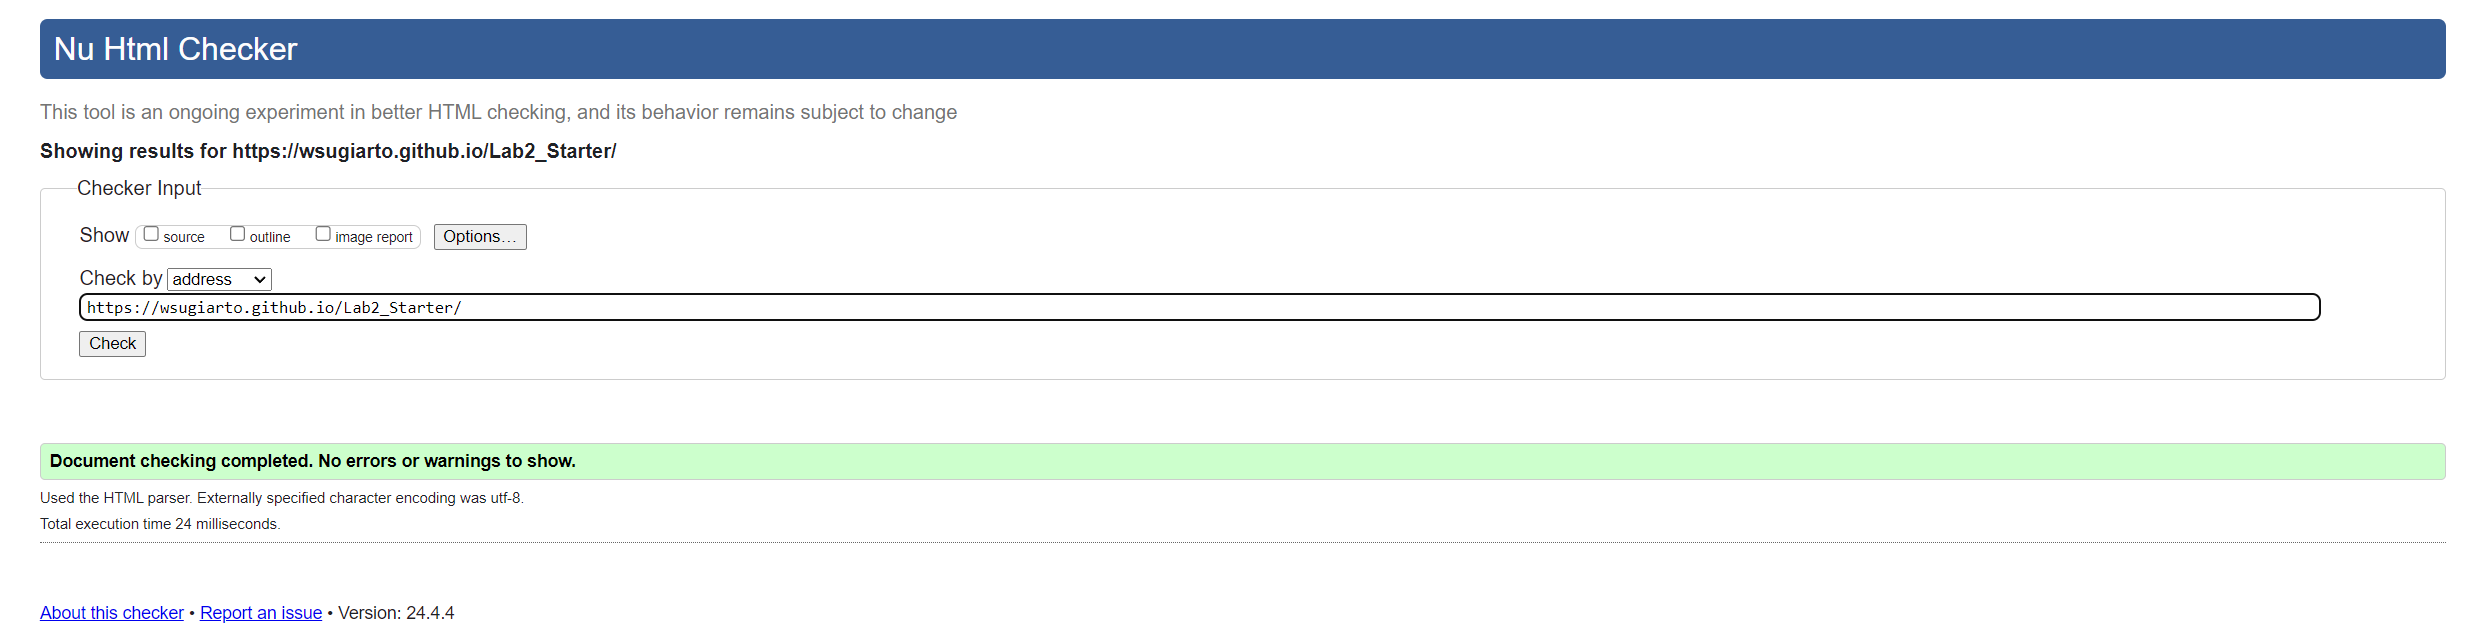 Nu Html Checker
This tool is an ongoing experiment in better HTML checking, and its behavior remains subject to change
Showing results for https://wsugiarto.github.io/Lab2_Starter/
Checker Input
Show source outline image report Options...
Check by address
https://wsugiarto.github.io/Lab2_Starter/
Check
Document checking completed. No errors or warnings to show.
Used the HTML parser. Externally specified character encoding was utf-8.
Total execution time 24 milliseconds.
About this checker • Report an issue • Version: 24.4.4